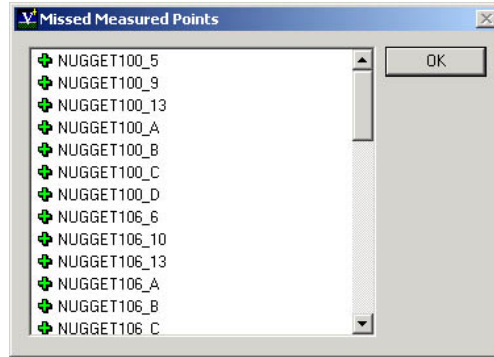 Missed Measured Points
NUGGET100_5
OK
NUGGET100_9
NUGGET100_13
NUGGET100_A
NUGGET100_B
NUGGET100_C
NUGGET100_D
NUGGET106_6
NUGGET106_10
NUGGET106_13
NUGGET106_A
NUGGET106_B
NUGGET106_C